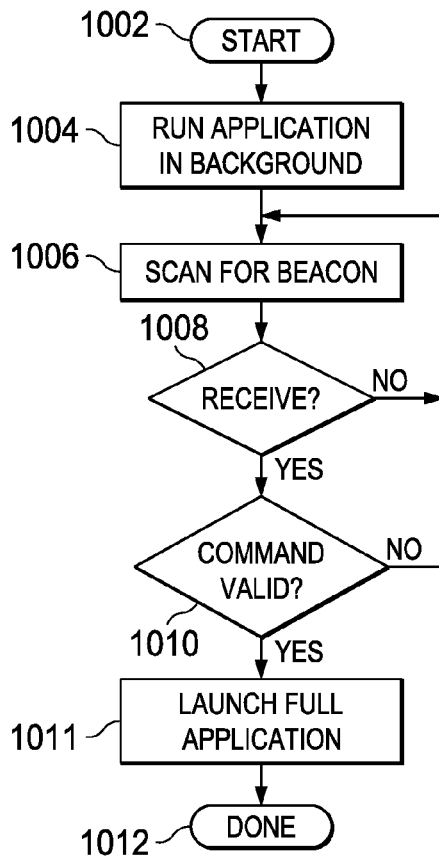 1002
START
1004
RUN APPLICATION
IN BACKGROUND
1006
SCAN FOR BEACON
1008
RECEIVE?
NO
YES
COMMAND
VALID?
NO
1010
YES
1011
LAUNCH FULL
APPLICATION
1012
DONE